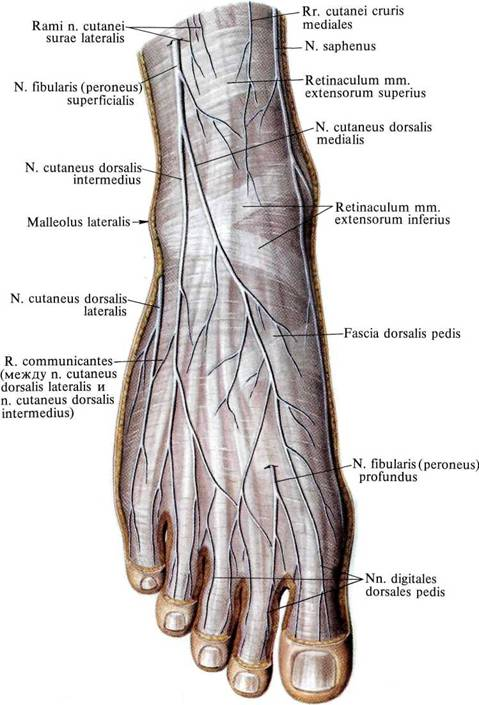 Rami n. cutanei
surae lateralis
N. fibularis (peroneus)
superficialis
N. cutaneus dorsalis
intermedius
Malleolus lateralis
N. cutaneus dorsalis
lateralis
R. communicantes
(между n. cutaneus
dorsalis lateralis и
n. cutaneus dorsalis
intermedius)
Rr. cutanei cruris
mediales
N. saphenus
Retinaculum mm.
extensorum superius
N. cutaneus dorsalis
medialis
Retinaculum mm.
extensorum inferius
Fascia dorsalis pedis
N. fibularis (peroneus)
profundus
Nn. digitales
dorsales pedis